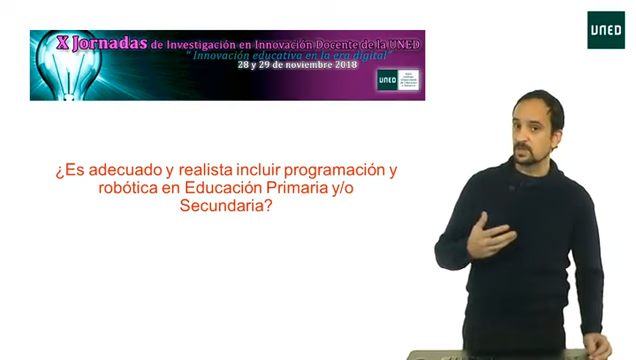 X Jornadas de Investigación en Innovación Docente de la UNED
“ Innovación educativa en la era digital”
28 y 29 de noviembre 2018
UNED
UNED
¿Es adecuado y realista incluir programación y
robótica en Educación Primaria y/o
Secundaria?